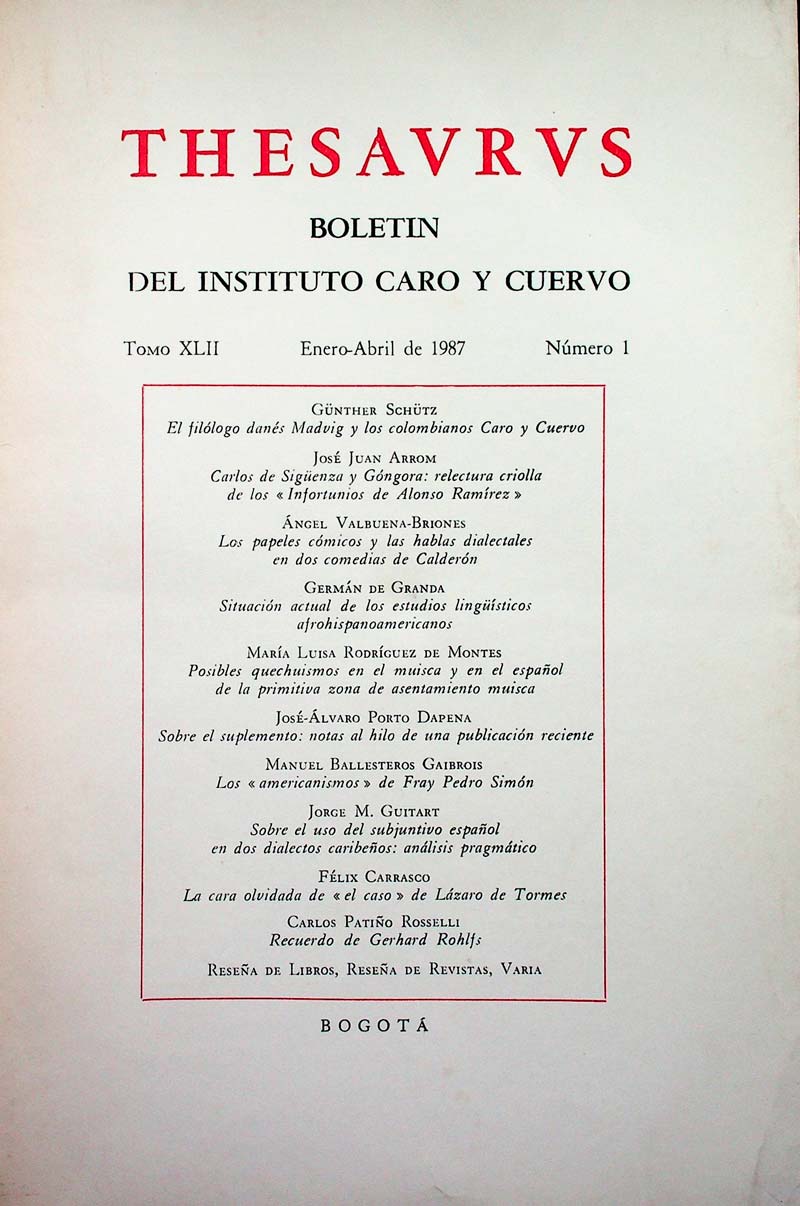 THESAVRVS
BOLETIN
DEL INSTITUTO CARO Y CUERVO
Tomo XLII Enero-Abril de 1987 Número 1
Günther Schütz
El filólogo danés Madvig y los colombianos Caro y Cuervo
José Juan Arrom
Carlos de Sigüenza y Góngora: relectura criolla
de los « Infortunios de Alonso Ramírez »
Ángel Valbuena-Briones
Los papeles cómicos y las hablas dialectales
en dos comedias de Calderón
Germán de Granda
Situación actual de los estudios lingüísticos
afrohispanoamericanos
María Luisa Rodríguez de Montes
Posibles quechuismos en el muisca y en el español
de la primitiva zona de asentamiento muisca
José-Álvaro Porto Dapena
Sobre el suplemento: notas al hilo de una publicación reciente
Manuel Ballesteros Gaibrois
Los « americanismos » de Fray Pedro Simón
Jorge M. Guitart
Sobre el uso del subjuntivo español
en dos dialectos caribeños: análisis pragmático
Félix Carrasco
La cara olvidada de « el caso » de Lázaro de Tormes
Carlos Patiño Rosselli
Recuerdo de Gerhard Rohlfs
Reseña de Libros, Reseña de Revistas, Varia
BOGOTÁ